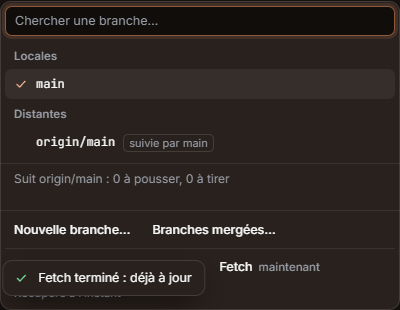 Chercher une branche...
Locales
main
Distantes
origin/main suivie par main
Suit origin/main : 0 à pousser, 0 à tirer
Nouvelle branche... Branches mergées...
Fetch maintenant
Fetch terminé : déjà à jour